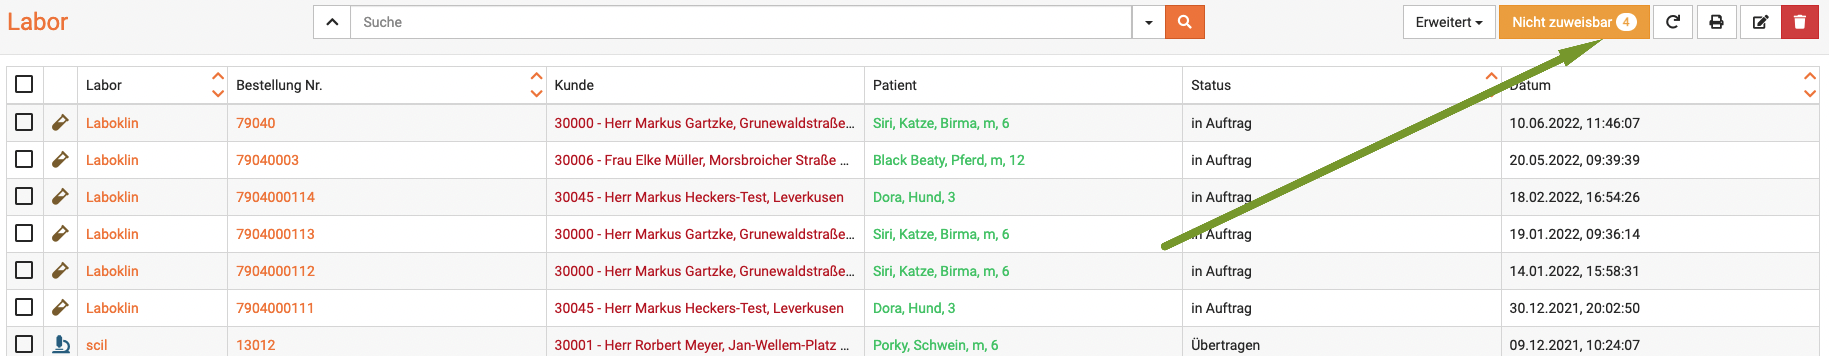 Labor
Suche
Erweitert
Nicht zuweisbar 4
Labor Bestellung Nr. Kunde Patient Status Datum
Laboklin 79040 30000 - Herr Markus Gartzke, Grunewaldstraße... Siri, Katze, Birma, m, 6 in Auftrag 10.06.2022, 11:46:07
Laboklin 79040003 30006 - Frau Elke Müller, Morsbroicher Straße ... Black Beaty, Pferd, m, 12 in Auftrag 20.05.2022, 09:39:39
Laboklin 7904000114 30045 - Herr Markus Heckers-Test, Leverkusen Dora, Hund, 3 in Auftrag 18.02.2022, 16:54:26
Laboklin 7904000113 30000 - Herr Markus Gartzke, Grunewaldstraße... Siri, Katze, Birma, m, 6 in Auftrag 19.01.2022, 09:36:14
Laboklin 7904000112 30000 - Herr Markus Gartzke, Grunewaldstraße... Siri, Katze, Birma, m, 6 in Auftrag 14.01.2022, 15:58:31
Laboklin 7904000111 30045 - Herr Markus Heckers-Test, Leverkusen Dora, Hund, 3 in Auftrag 30.12.2021, 20:02:50
scil 13012 30001 - Herr Rorbert Meyer, Jan-Wellem-Platz ... Porky, Schwein, m, 6 Übertragen 09.12.2021, 10:24:07